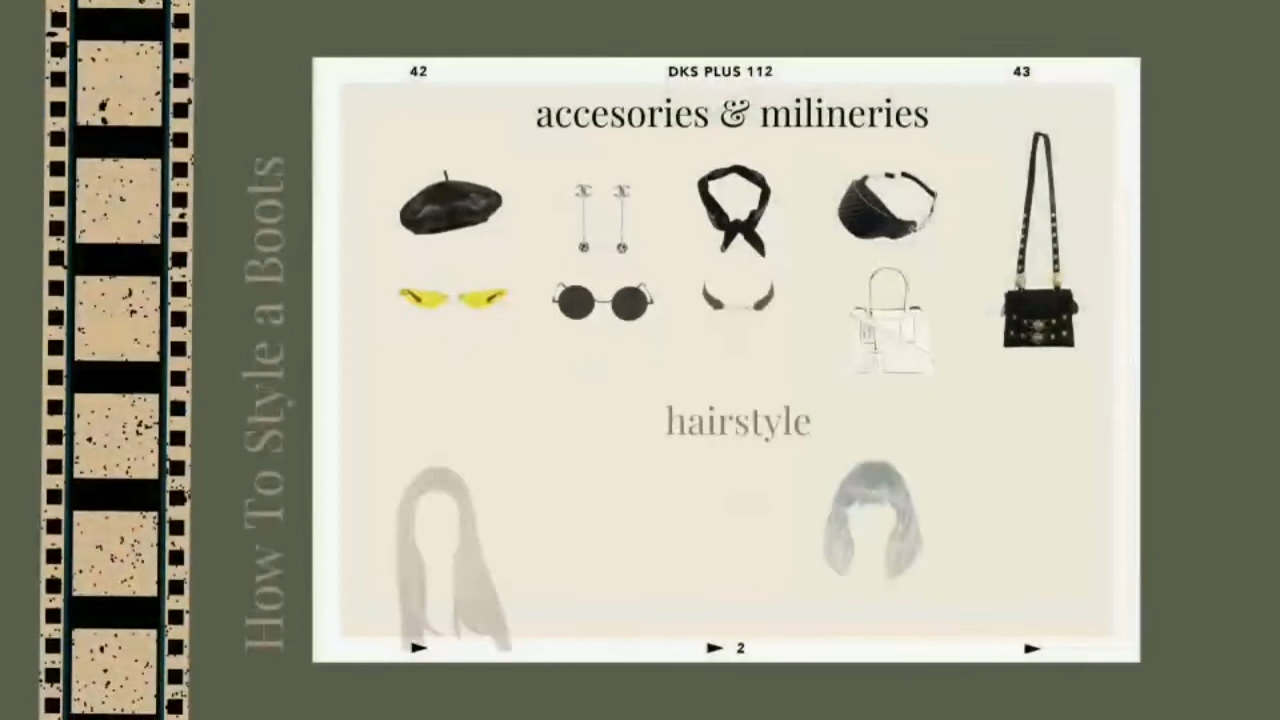 How To Style a Boots
42 DKS PLUS 112 43
accesories & milineries
hairstyle
2